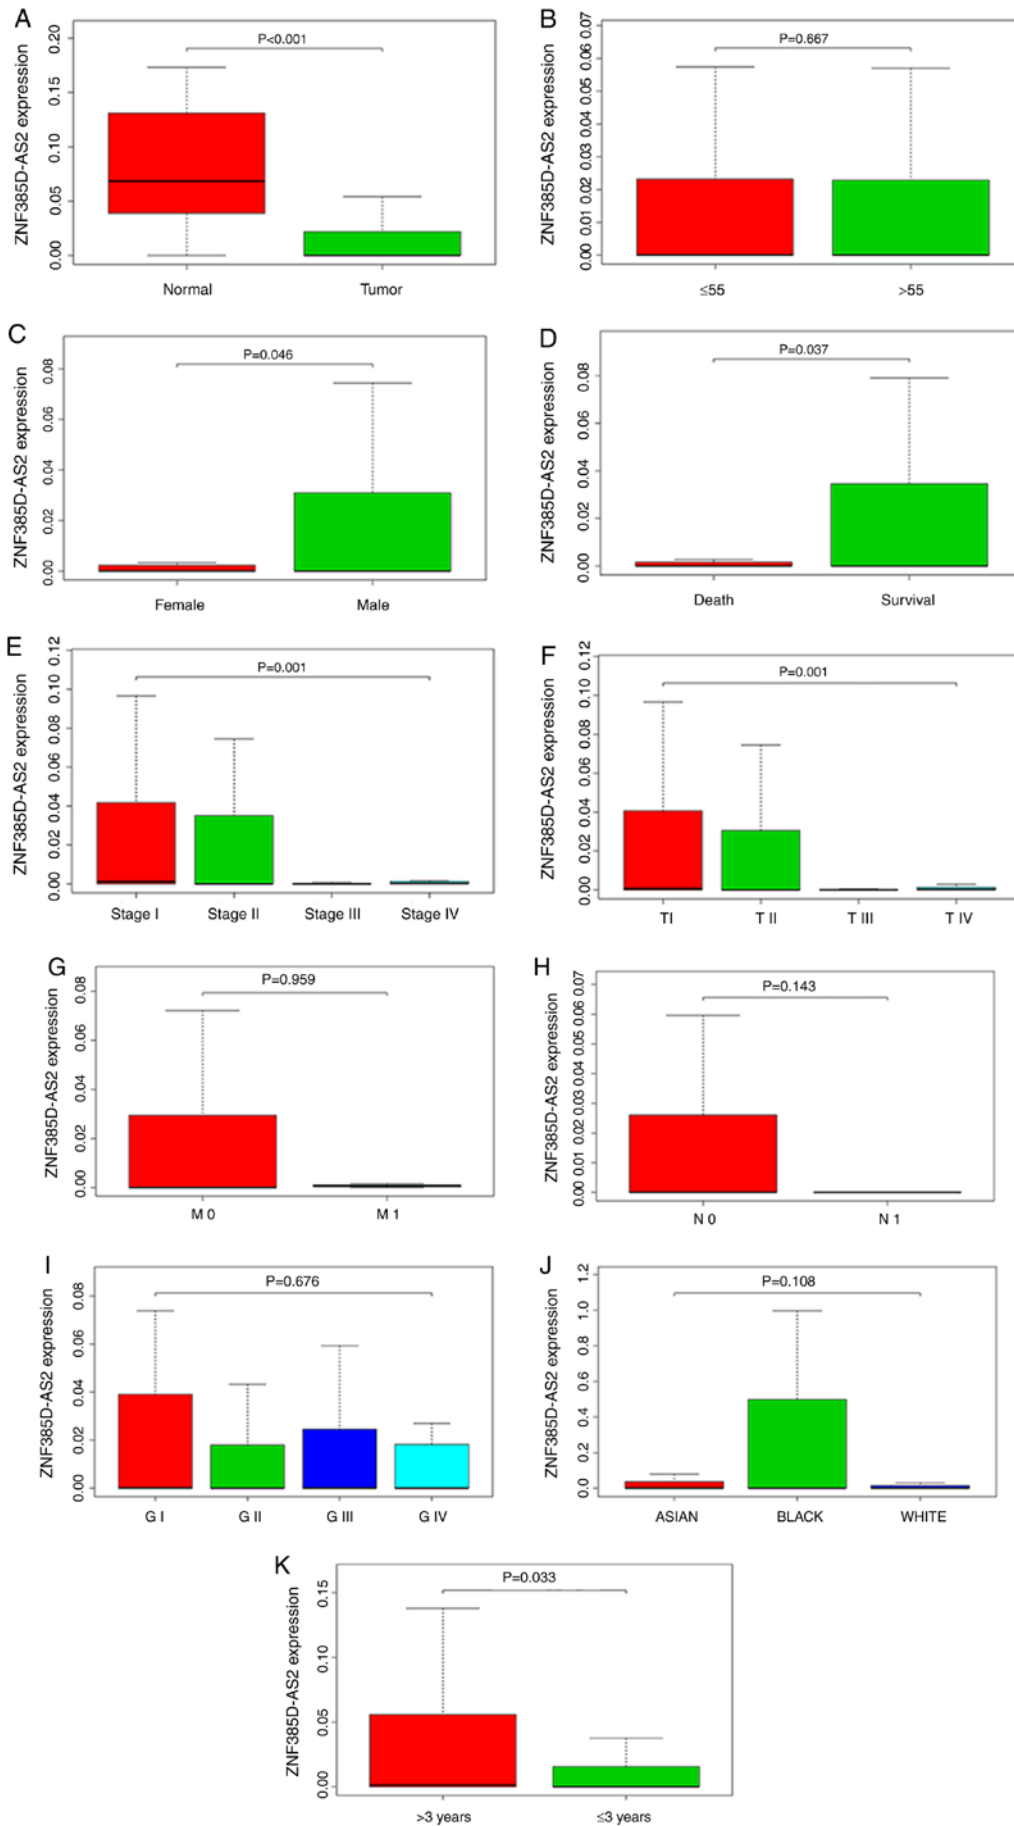 A
ZNF385D-AS2 expression
0.00 0.05 0.10 0.15 0.20
P<0.001
Normal Tumor
B
ZNF385D-AS2 expression
0.00 0.01 0.02 0.03 0.04 0.05 0.06 0.07
P=0.667
≤55 >55
C
ZNF385D-AS2 expression
0.00 0.02 0.04 0.06 0.08
P=0.046
Female Male
D
ZNF385D-AS2 expression
0.00 0.02 0.04 0.06 0.08
P=0.037
Death Survival
E
ZNF385D-AS2 expression
0.00 0.02 0.04 0.06 0.08 0.10 0.12
P=0.001
Stage I Stage II Stage III Stage IV
F
ZNF385D-AS2 expression
0.00 0.02 0.04 0.06 0.08 0.10 0.12
P=0.001
TI T II T III T IV
G
ZNF385D-AS2 expression
0.00 0.02 0.04 0.06 0.08
P=0.959
M 0 M 1
H
ZNF385D-AS2 expression
0.00 0.01 0.02 0.03 0.04 0.05 0.06 0.07
P=0.143
N 0 N 1
I
ZNF385D-AS2 expression
0.00 0.02 0.04 0.06 0.08
P=0.676
G I G II G III G IV
J
ZNF385D-AS2 expression
0.0 0.2 0.4 0.6 0.8 1.0 1.2
P=0.108
ASIAN BLACK WHITE
K
ZNF385D-AS2 expression
0.00 0.05 0.10 0.15
P=0.033
>3 years ≤3 years